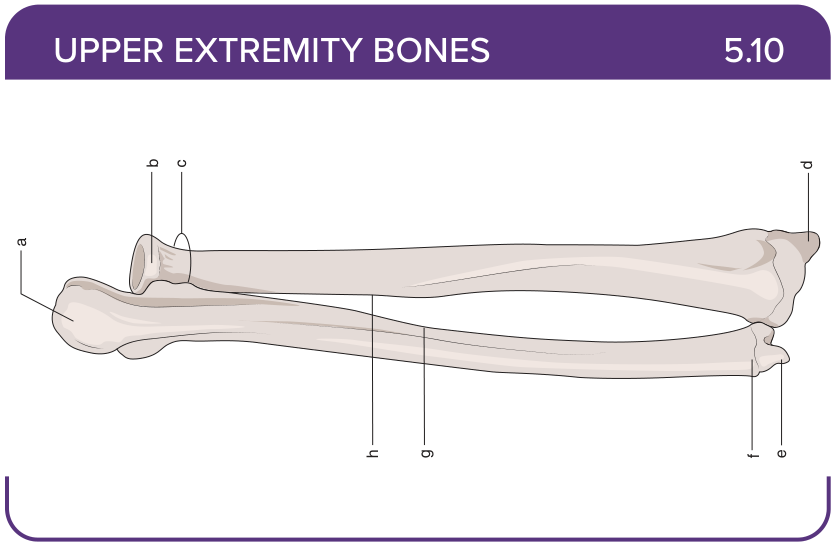 UPPER EXTREMITY BONES 5.10
b c d
a
h g f e